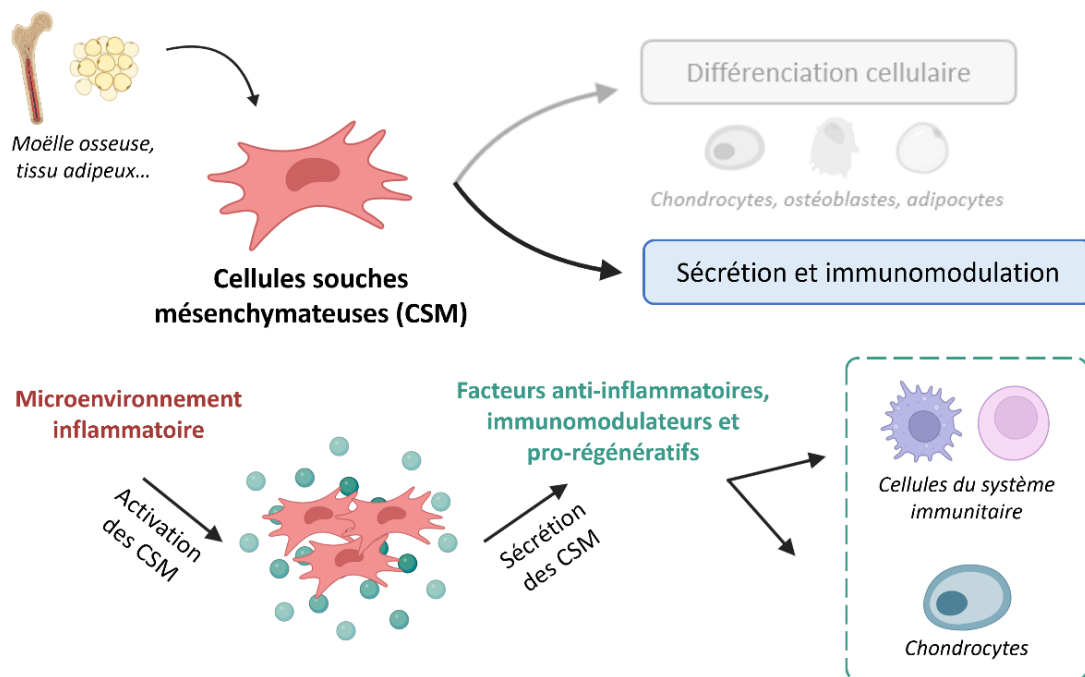 Moëlle osseuse,
tissu adipeux...
Différenciation cellulaire
Chondrocytes, ostéoblastes, adipocytes
Cellules souches
mésenchymateuses (CSM)
Sécrétion et immunomodulation
Microenvironnement
inflammatoire
Activation
des CSM
Facteurs anti-inflammatoires,
immunomodulateurs et
pro-régénératifs
Sécrétion
des CSM
Cellules du système
immunitaire
Chondrocytes